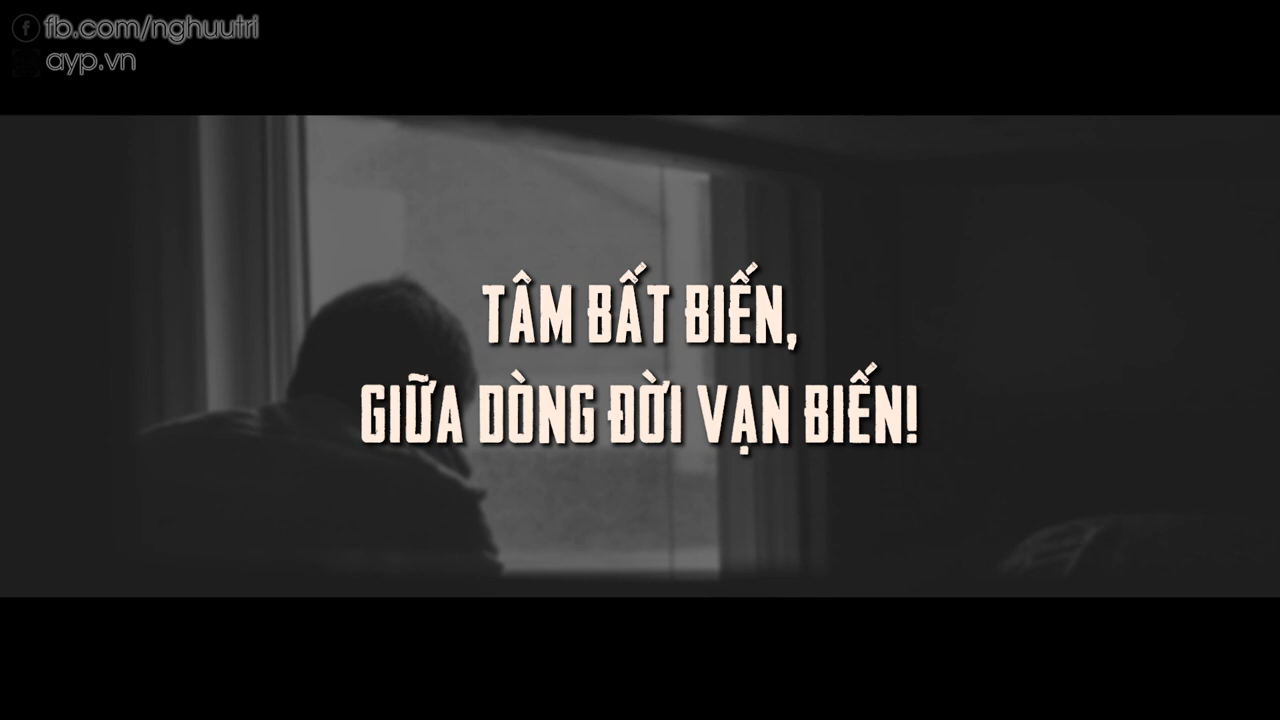 fb.com/nghuutri
ayp.vn
TÂM BẤT BIẾN,
GIỮA DÒNG ĐỜI VẠN BIẾN!